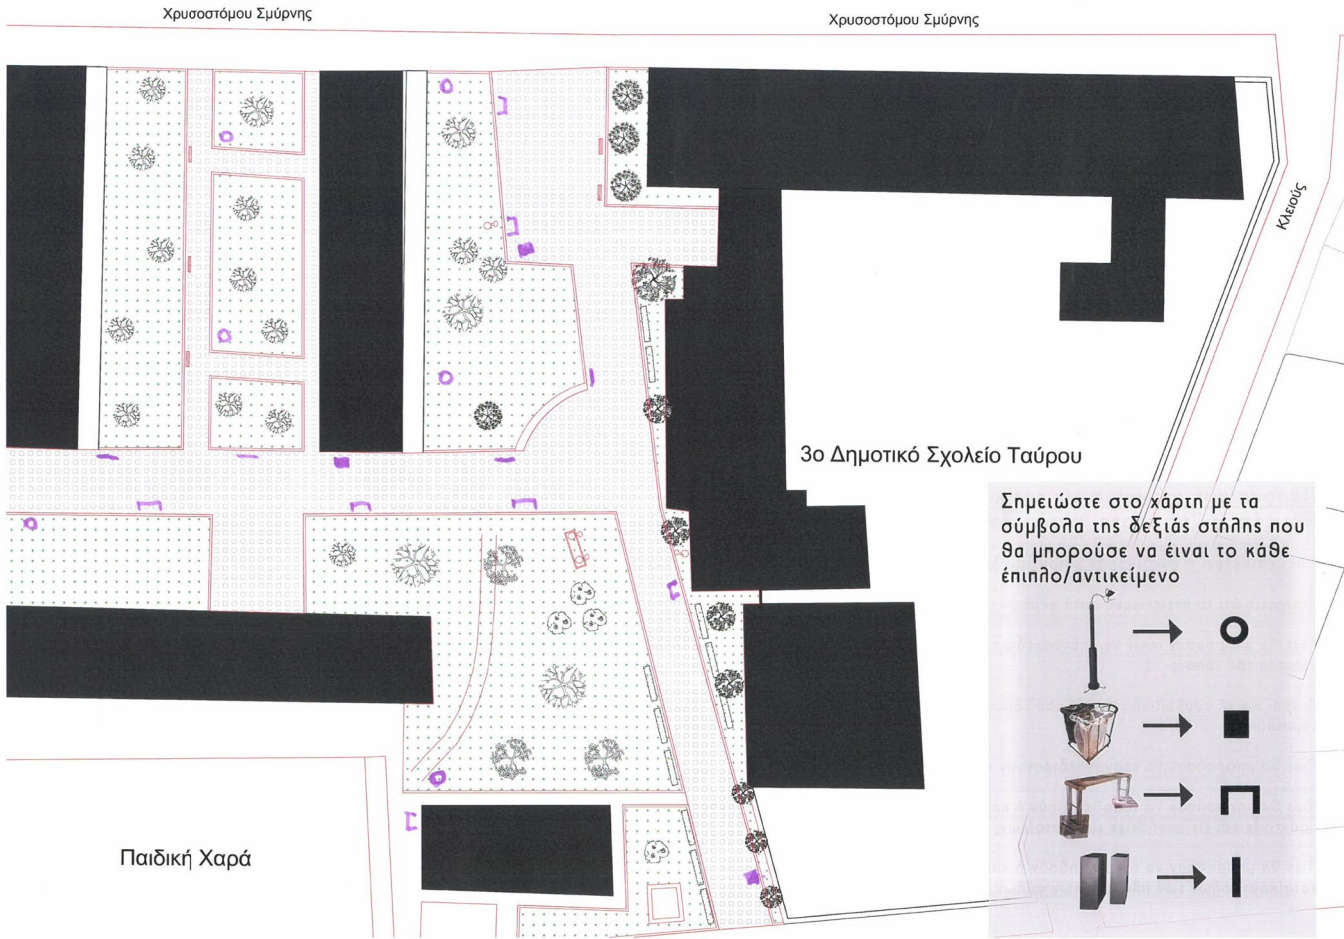 Χρυσοστόμου Σμύρνης
Χρυσοστόμου Σμύρνης
Κλειούς
3ο Δημοτικό Σχολείο Ταύρου
Σημειώστε στο χάρτη με τα
σύμβολα της δεξιάς στήλης που
θα μπορούσε να έιναι το κάθε
έπιπλο/αντικείμενο
Παιδική Χαρά